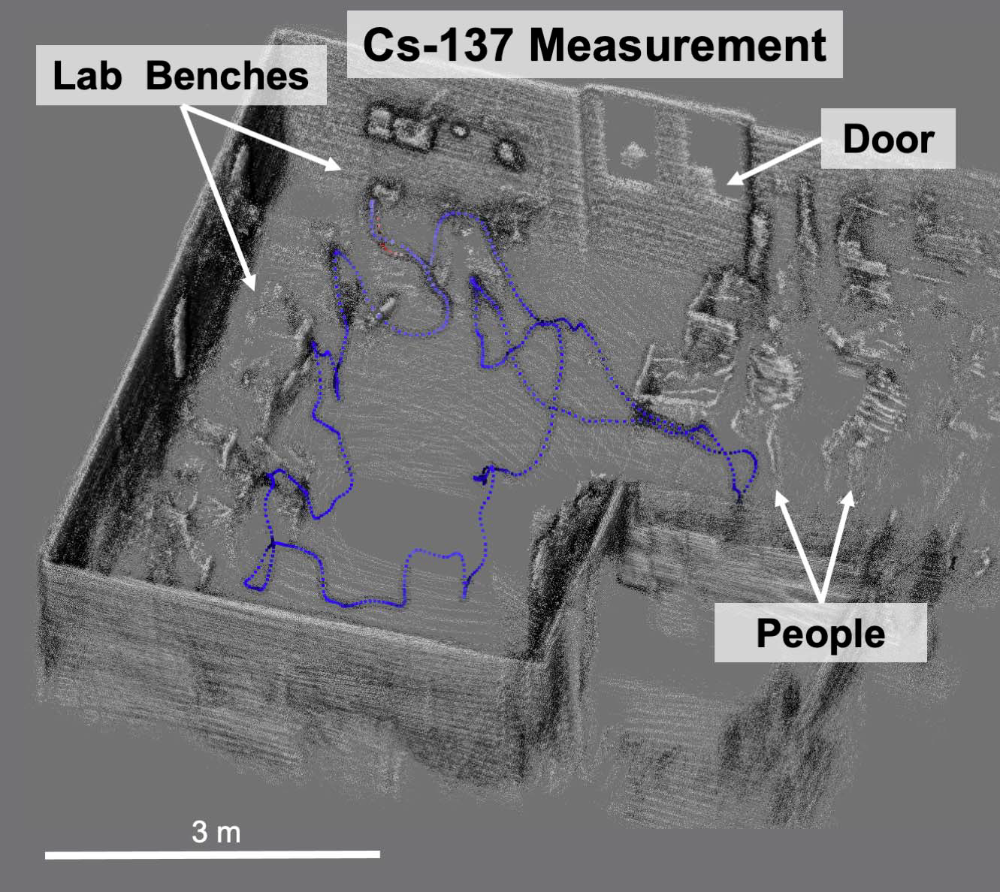 Cs-137 Measurement
Lab Benches
Door
People
3 m